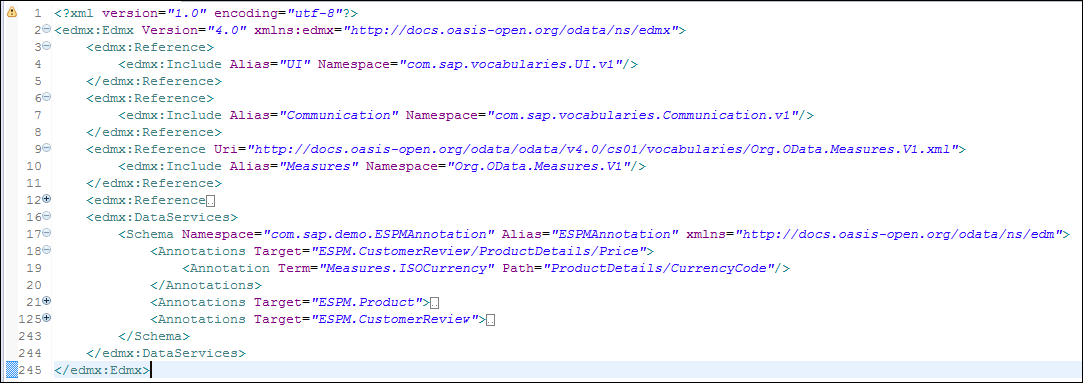 1 <?xml version="1.0" encoding="utf-8"?>
2 <edmx:Edmx Version="4.0" xmlns:edmx="http://docs.oasis-open.org/odata/ns/edmx">
3 <edmx:Reference>
4 <edmx:Include Alias="UI" Namespace="com.sap.vocabularies.UI.v1"/>
5 </edmx:Reference>
6 <edmx:Reference>
7 <edmx:Include Alias="Communication" Namespace="com.sap.vocabularies.Communication.v1"/>
8 </edmx:Reference>
9 <edmx:Reference Uri="http://docs.oasis-open.org/odata/odata/v4.0/cs01/vocabularies/Org.OData.Measures.V1.xml">
10 <edmx:Include Alias="Measures" Namespace="Org.OData.Measures.V1"/>
11 </edmx:Reference>
12 <edmx:Reference
16 <edmx:DataServices>
17 <Schema Namespace="com.sap.demo.ESPMAnnotation" Alias="ESPMAnnotation" xmlns="http://docs.oasis-open.org/odata/ns/edm">
18 <Annotations Target="ESPM.CustomerReview/ProductDetails/Price">
19 <Annotation Term="Measures.ISOCurrency" Path="ProductDetails/CurrencyCode"/>
20 </Annotations>
21 <Annotations Target="ESPM.Product">
125 <Annotations Target="ESPM.CustomerReview">
243 </Schema>
244 </edmx:DataServices>
245 </edmx:Edmx>